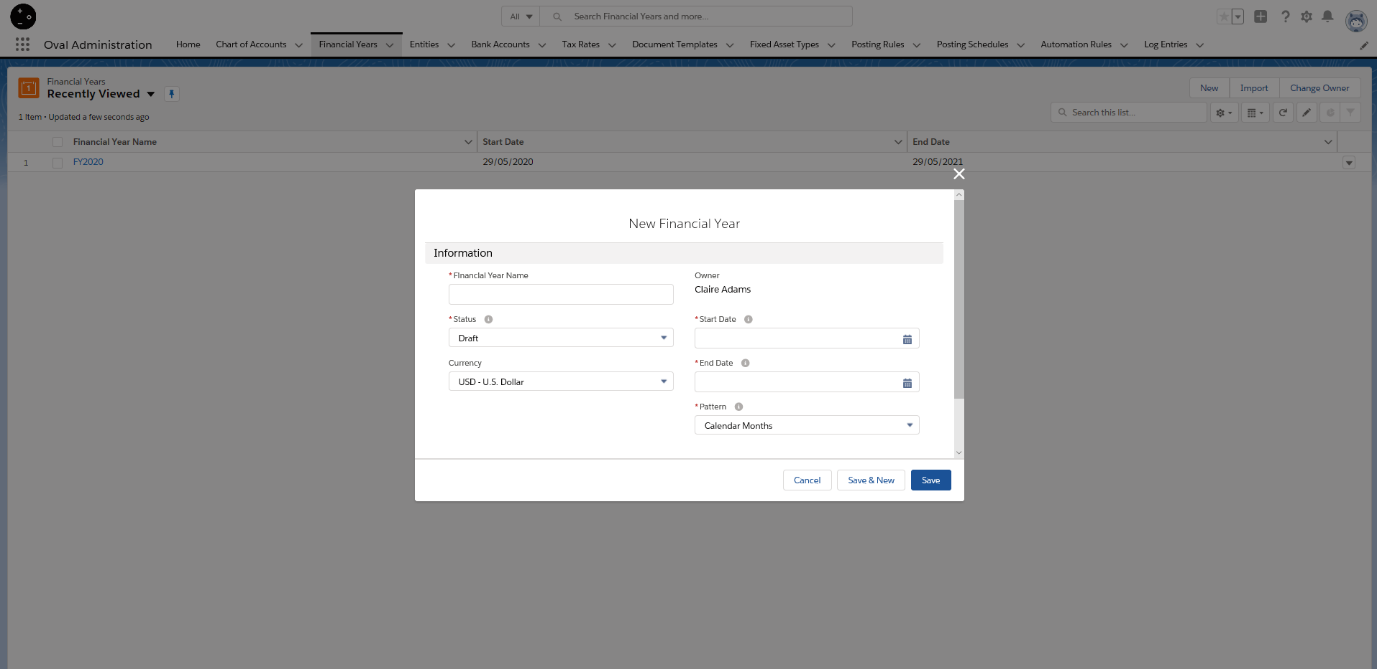 All
Search Financial Years and more...
Oval Administration
Home
Chart of Accounts
Financial Years
Entities
Bank Accounts
Tax Rates
Document Templates
Fixed Asset Types
Posting Rules
Posting Schedules
Automation Rules
Log Entries
Financial Years
Recently Viewed
New
Import
Change Owner
1 Item • Updated a few seconds ago
Search this list...
Financial Year Name
Start Date
End Date
1
FY2020
29/05/2020
29/05/2021
New Financial Year
Information
*Financial Year Name
Owner
Claire Adams
*Status
Draft
*Start Date
Currency
USD - U.S. Dollar
*End Date
*Pattern
Calendar Months
Cancel
Save & New
Save